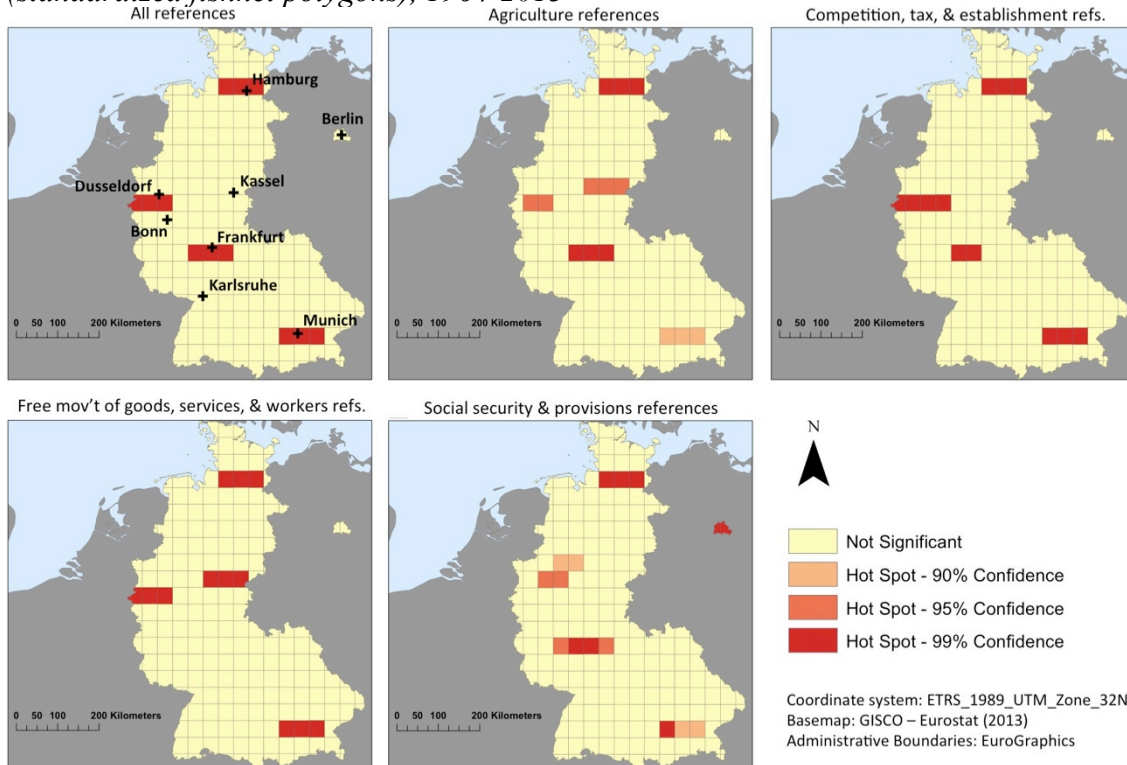 (standardized fishnet polygons),
All references
Hamburg
Berlin
Dusseldorf
Kassel
Bonn
Frankfurt
Karlsruhe
Munich
0 50 100 200 Kilometers
Agriculture references
0 50 100 200 Kilometers
Competition, tax, & establishment refs.
0 50 100 200 Kilometers
Free mov't of goods, services, & workers refs.
0 50 100 200 Kilometers
Social security & provisions references
0 50 100 200 Kilometers
N
Not Significant
Hot Spot - 90% Confidence
Hot Spot - 95% Confidence
Hot Spot - 99% Confidence
Coordinate system: ETRS_1989_UTM_Zone_32N
Basemap: GISCO – Eurostat (2013)
Administrative Boundaries: EuroGraphics